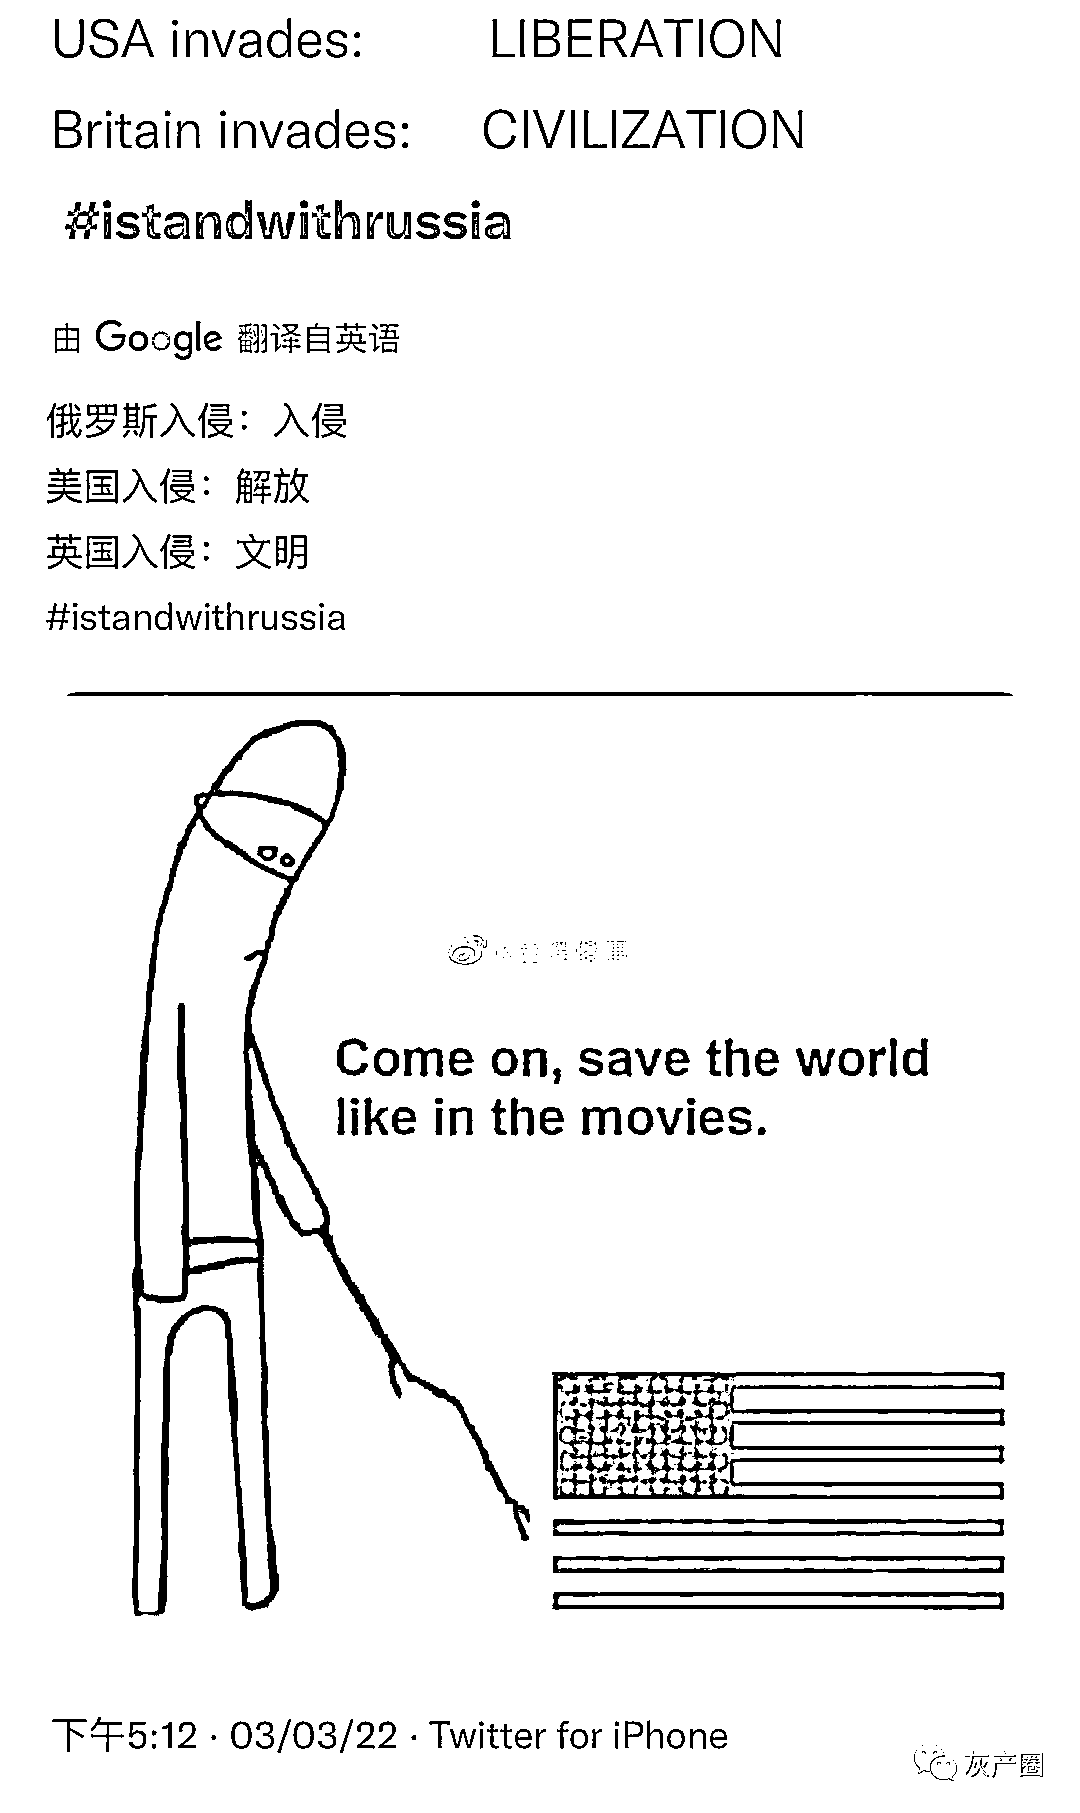 USA invades: LIBERATION
Britain invades: CIVILIZATION
#istandwithrussia
由 Google 翻译自英语
俄罗斯入侵：入侵
美国入侵：解放
英国入侵：文明
#istandwithrussia
Come on, save the world
like in the movies.
下午5:12 · 03/03/22 · Twitter for iPhone
灰产圈